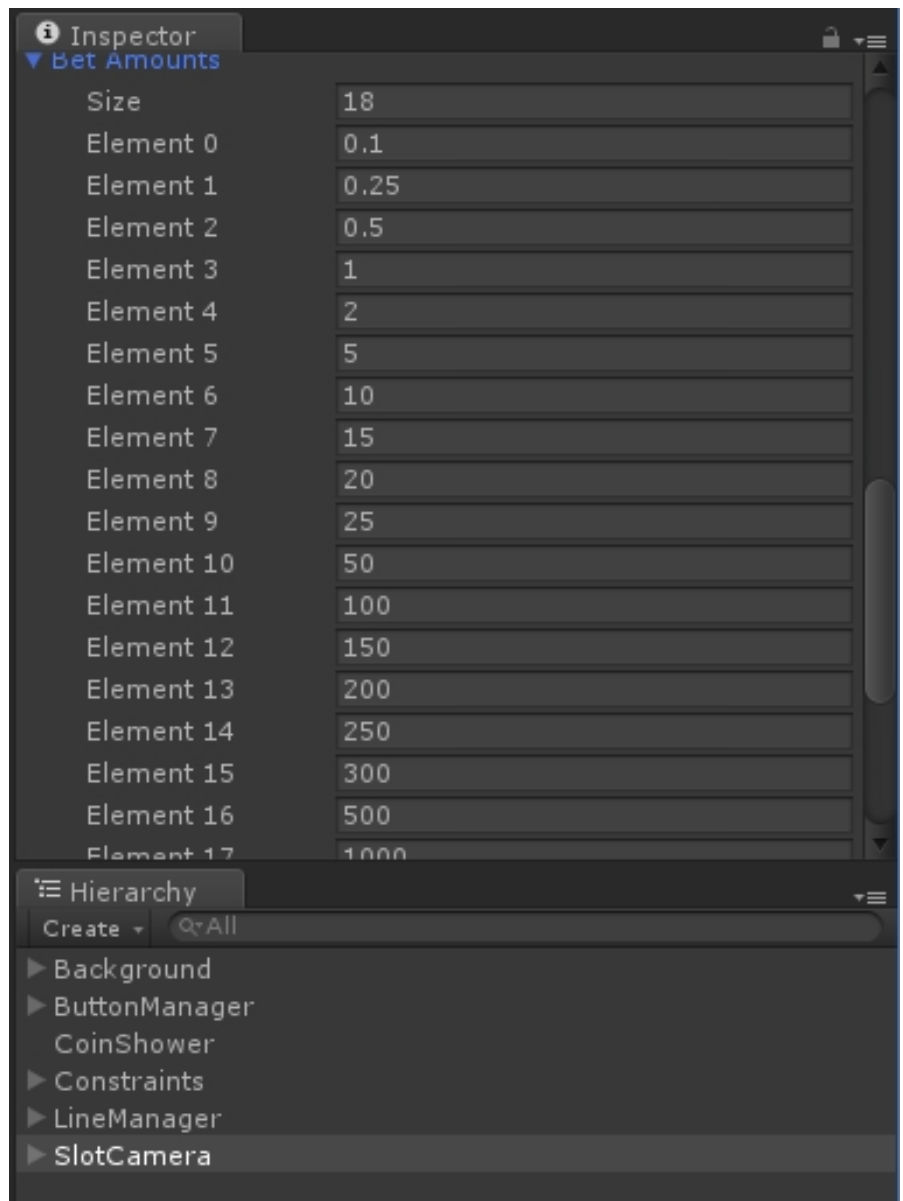 Inspector
Bet Amounts
Size 18
Element 0 0.1
Element 1 0.25
Element 2 0.5
Element 3 1
Element 4 2
Element 5 5
Element 6 10
Element 7 15
Element 8 20
Element 9 25
Element 10 50
Element 11 100
Element 12 150
Element 13 200
Element 14 250
Element 15 300
Element 16 500
Element 17 1000
Hierarchy
Create All
Background
ButtonManager
CoinShower
Constraints
LineManager
SlotCamera